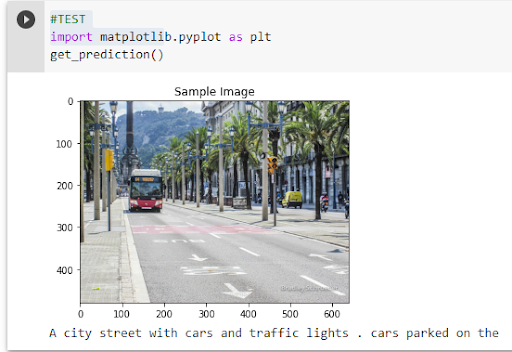 #TEST
import matplotlib.pyplot as plt
get_prediction()
Sample Image
0
100
200
300
400
0 100 200 300 400 500 600
BUS
A city street with cars and traffic lights . cars parked on the